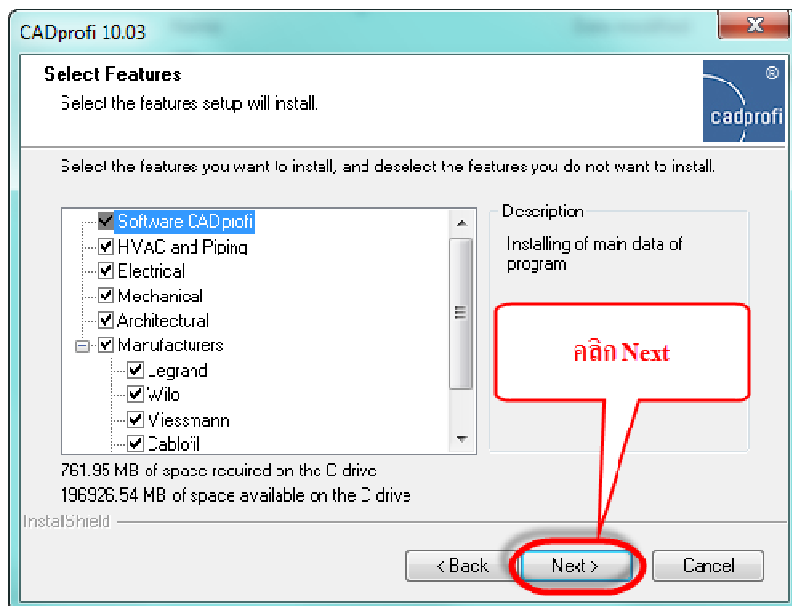 CADprofi 10.03
Select Features
Select the features setup will install.
®
cadprofi
Select the features you want to install, and deselect the features you do not want to install.
Software CADprofi
HVAC and Piping
Electrical
Mechanical
Architectural
Manufacturers
Legrand
Wilo
Viessmann
Cablofil
Description
Installing of main data of
program
คลิก Next
761.95 MB of space required on the C drive
196926.54 MB of space available on the C drive
InstallShield
< Back
Next >
Cancel